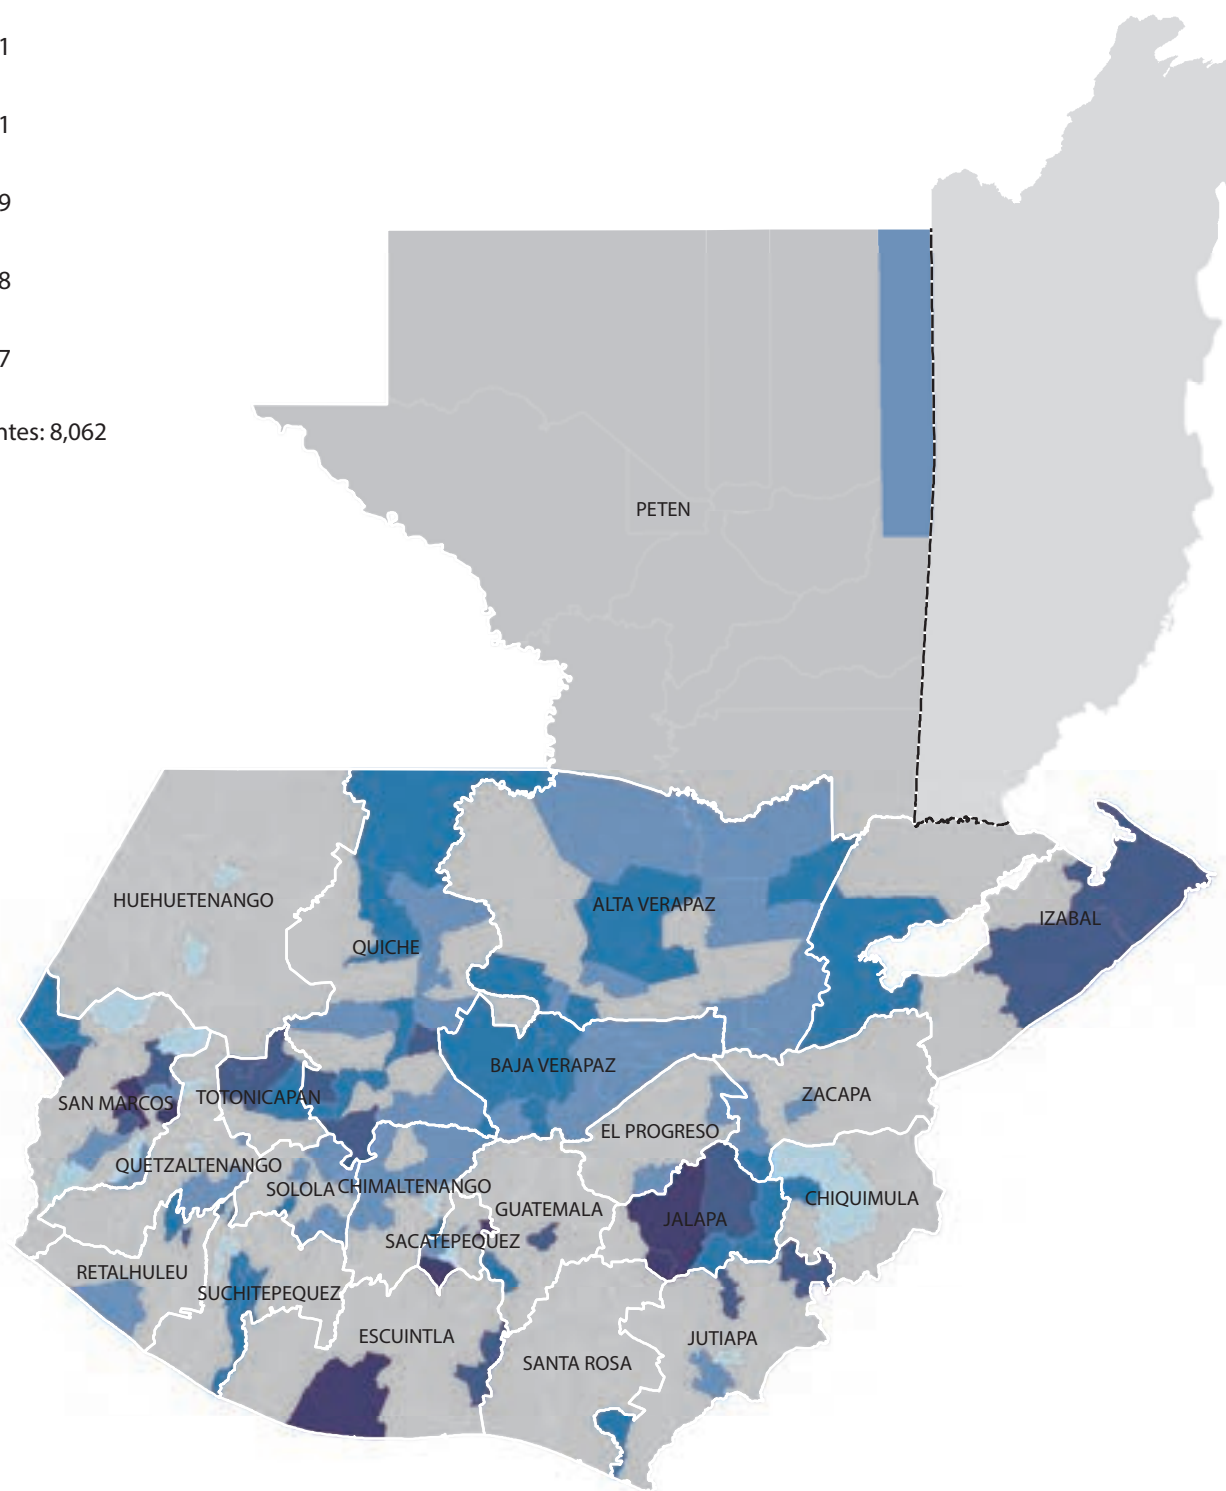 1
1
9
8
7
ntes: 8,062
PETEN
HUEHUETENANGO
ALTA VERAPAZ
IZABAL
QUICHE
BAJA VERAPAZ
ZACAPA
SAN MARCOS
TOTONICAPAN
EL PROGRESO
QUETZALTENANGO
SOLOLA
CHIMALTENANGO
CHIQUIMULA
GUATEMALA
JALAPA
SACATEPEQUEZ
RETALHULEU
SUCHITEPEQUEZ
ESCUINTLA
JUTIAPA
SANTA ROSA